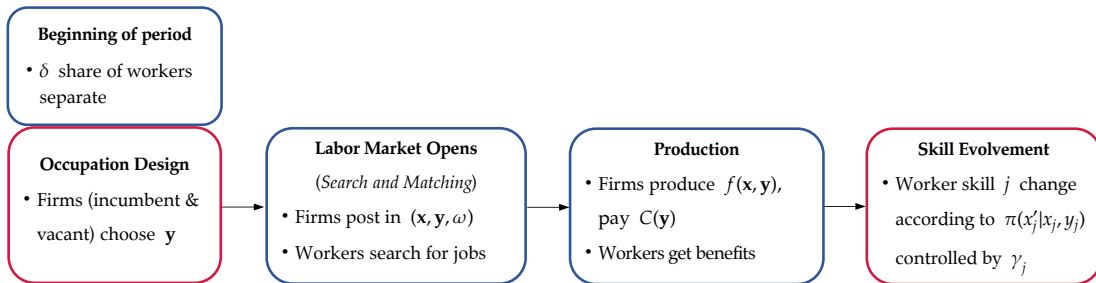 Beginning of period
• δ share of workers
separate
Occupation Design
• Firms (incumbent &
vacant) choose y
Labor Market Opens
(Search and Matching)
• Firms post in (x, y, ω)
• Workers search for jobs
Production
• Firms produce f(x, y),
pay C(y)
• Workers get benefits
Skill Evolvement
• Worker skill j change
according to π(x′ⱼ|xⱼ, yⱼ)
controlled by γⱼ